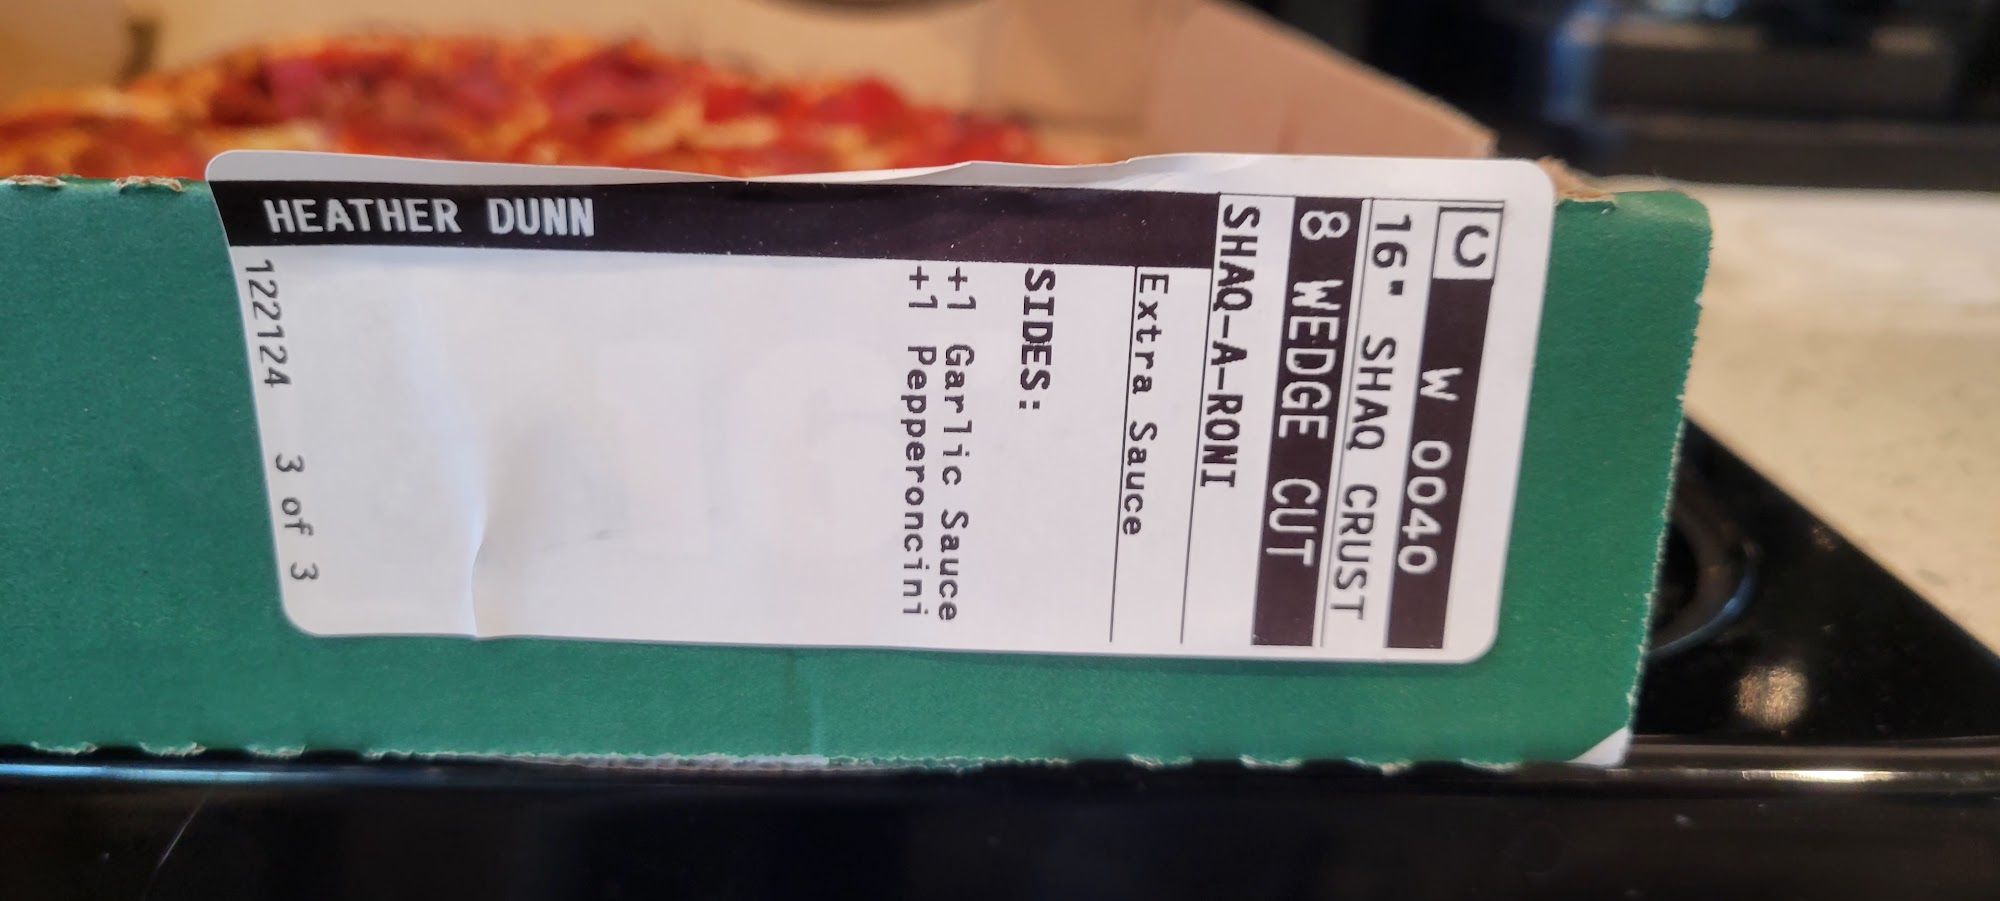 C W 0040
16" SHAQ CRUST
8 WEDGE CUT
SHAQ-A-RONI
Extra Sauce
SIDES:
+1 Garlic Sauce
+1 Pepperoncini
HEATHER DUNN
122124 3 of 3